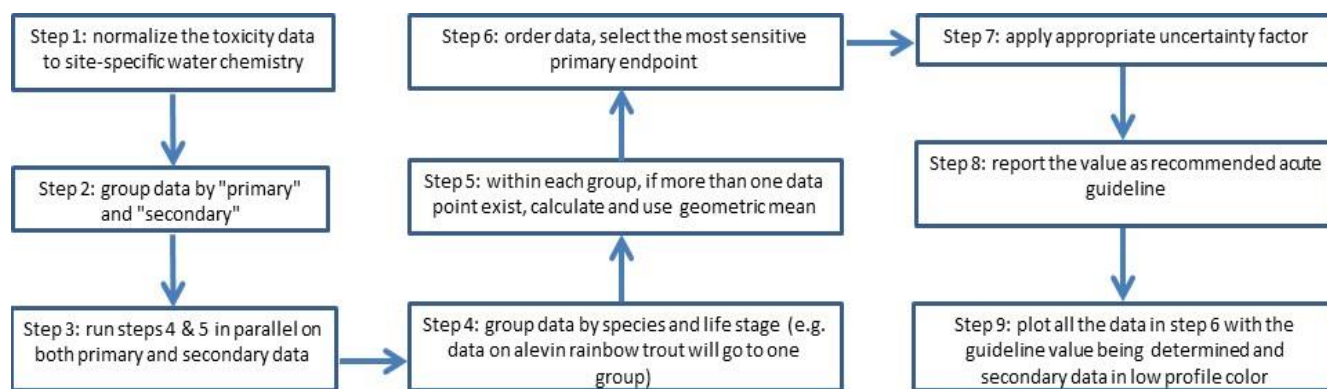 Step 1: normalize the toxicity data
to site-specific water chemistry
Step 2: group data by "primary"
and "secondary"
Step 3: run steps 4 & 5 in parallel on
both primary and secondary data
Step 4: group data by species and life stage (e.g.
data on alevin rainbow trout will go to one
group)
Step 5: within each group, if more than one data
point exist, calculate and use geometric mean
Step 6: order data, select the most sensitive
primary endpoint
Step 7: apply appropriate uncertainty factor
Step 8: report the value as recommended acute
guideline
Step 9: plot all the data in step 6 with the
guideline value being determined and
secondary data in low profile color